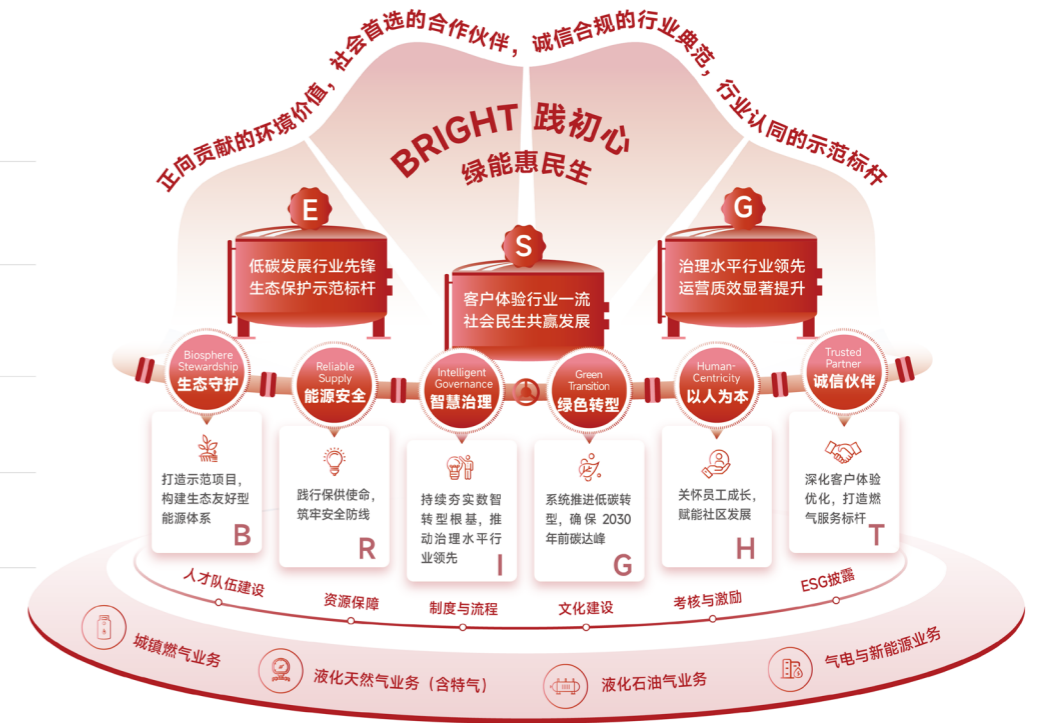 正向贡献的环境价值，社会首选的合作伙伴，诚信合规的行业典范，行业认同的示范标杆
BRIGHT 践初心
绿能惠民生
E
低碳发展行业先锋
生态保护示范标杆
S
客户体验行业一流
社会民生共赢发展
G
治理水平行业领先
运营质效显著提升
Biosphere
Stewardship
生态守护
打造示范项目，
构建生态友好型
能源体系
B
Reliable
Supply
能源安全
践行保供使命，
筑牢安全防线
R
Intelligent
Governance
智慧治理
持续夯实数智
转型根基，推
动治理水平行
业领先
I
Green
Transition
绿色转型
系统推进低碳转
型，确保 2030
年前碳达峰
G
Human-
Centricity
以人为本
关怀员工成长，
赋能社区发展
H
Trusted
Partner
诚信伙伴
深化客户体验
优化，打造燃
气服务标杆
T
人才队伍建设
资源保障
制度与流程
文化建设
考核与激励
ESG披露
城镇燃气业务
液化天然气业务（含特气）
液化石油气业务
气电与新能源业务